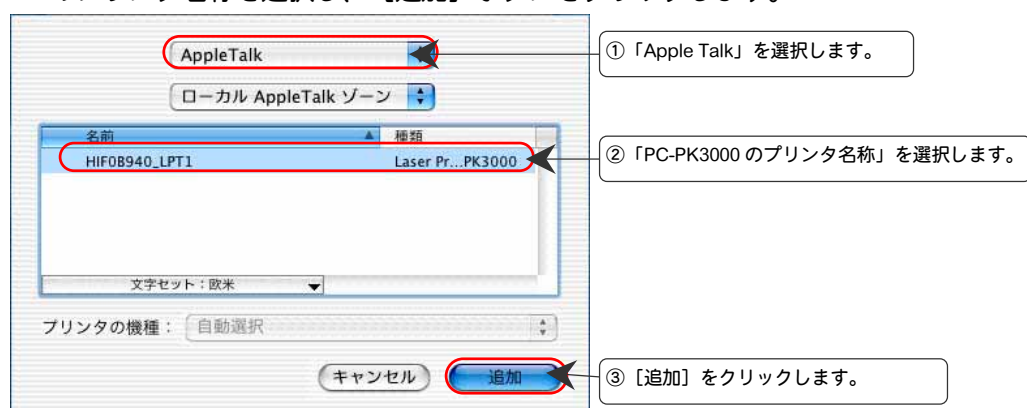 AppleTalk
①「Apple Talk」を選択します。
ローカル AppleTalk ゾーン
名前 種類
HIF0B940_LPT1 Laser Pr...PK3000
②「PC-PK3000 のプリンタ名称」を選択します。
文字セット：欧米
プリンタの機種： 自動選択
キャンセル 追加
③［追加］をクリックします。